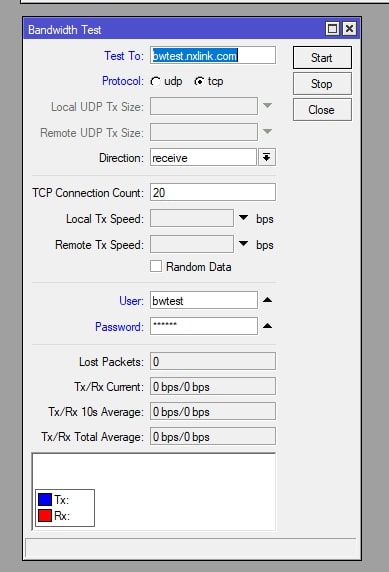 Bandwidth Test
Test To: bwtest.nxlink.com Start
Protocol: udp tcp Stop
Local UDP Tx Size: Close
Remote UDP Tx Size:
Direction: receive
TCP Connection Count: 20
Local Tx Speed: bps
Remote Tx Speed: bps
Random Data
User: bwtest
Password: ******
Lost Packets: 0
Tx/Rx Current: 0 bps/0 bps
Tx/Rx 10s Average: 0 bps/0 bps
Tx/Rx Total Average: 0 bps/0 bps
Tx:
Rx: